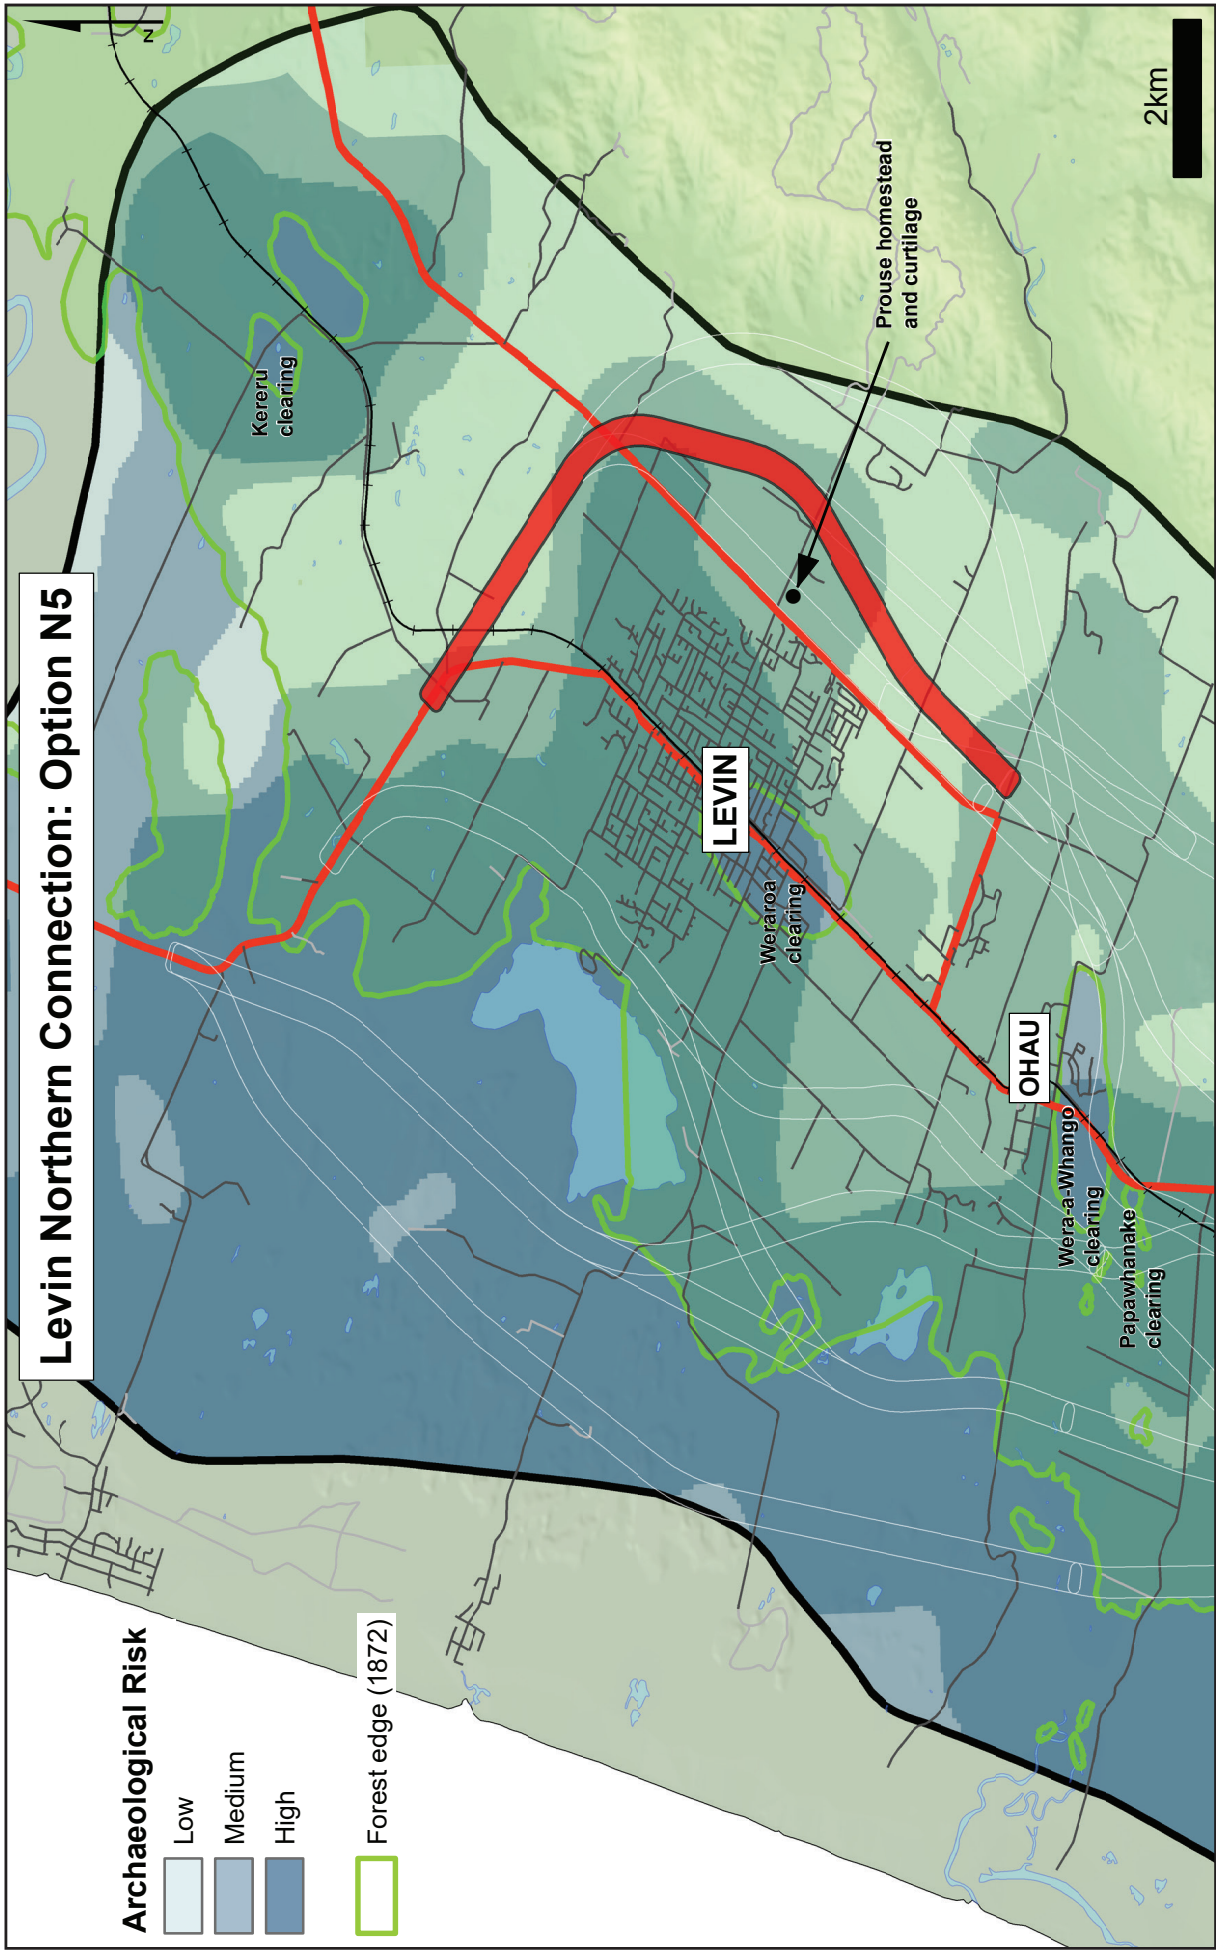 Levin Northern Connection: Option N5
N
Archaeological Risk
Low
Medium
High
Forest edge (1872)
Kereru
clearing
LEVIN
Weraroa
clearing
Prouse homestead
and curtilage
OHAU
Wera-a-Whango
clearing
Papawhanake
clearing
2km